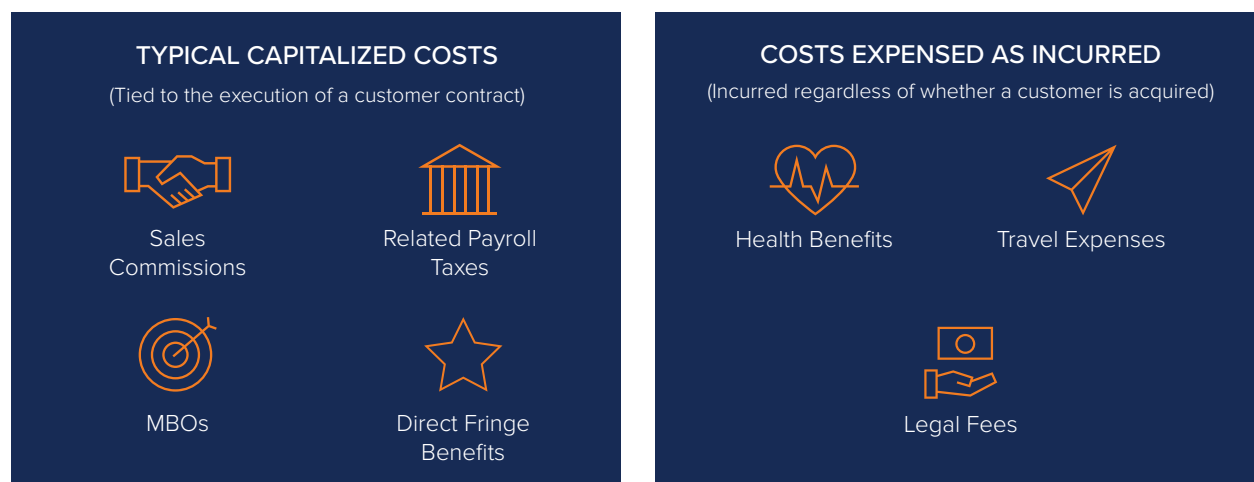 TYPICAL CAPITALIZED COSTS
(Tied to the execution of a customer contract)
Sales
Commissions
Related Payroll
Taxes
MBOs
Direct Fringe
Benefits
COSTS EXPENSED AS INCURRED
(Incurred regardless of whether a customer is acquired)
Health Benefits
Travel Expenses
Legal Fees